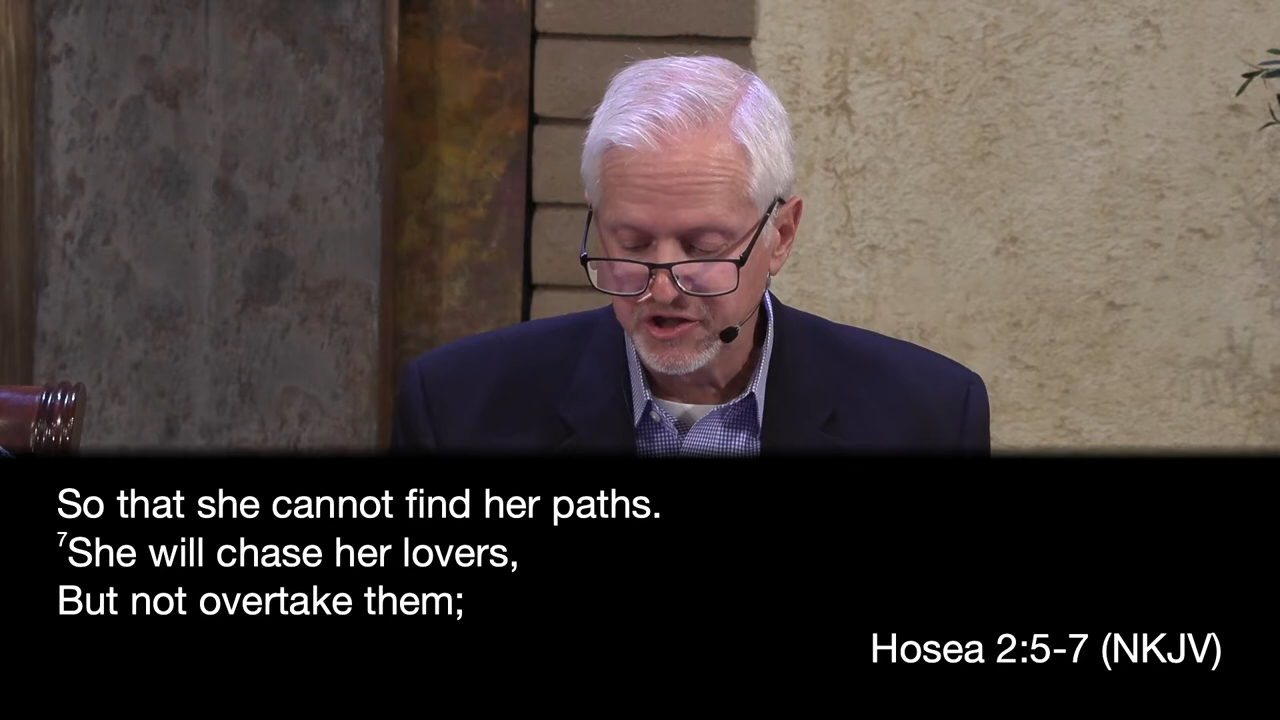 So that she cannot find her paths.
⁷She will chase her lovers,
But not overtake them;
Hosea 2:5-7 (NKJV)